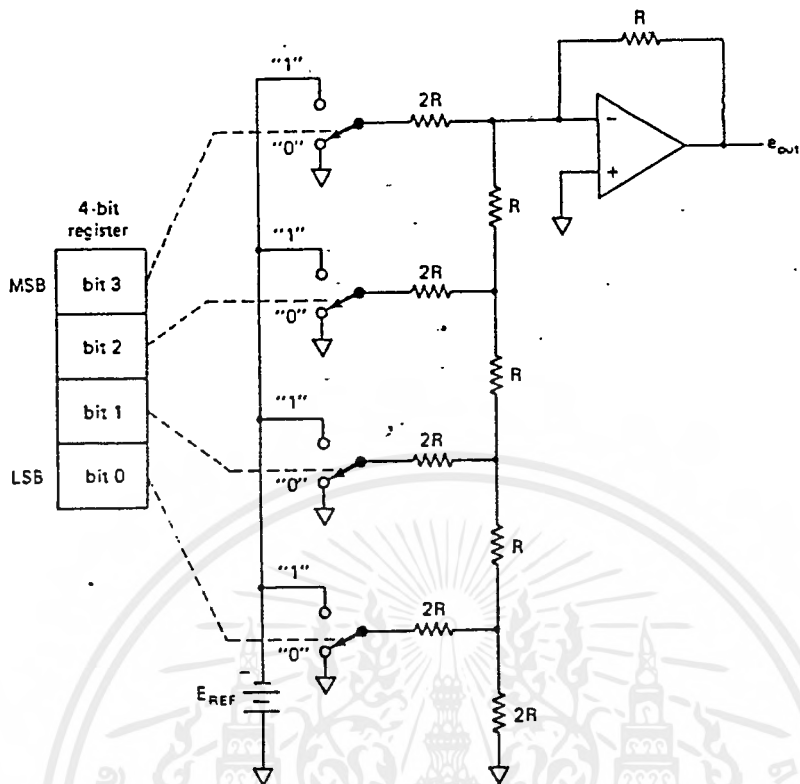 R
"1"
2R
-
+
e_out
"0"
R
4-bit
register
"1"
2R
MSB
bit 3
"0"
bit 2
R
bit 1
"1"
2R
LSB
bit 0
"0"
R
"1"
2R
"0"
E_REF
-
2R